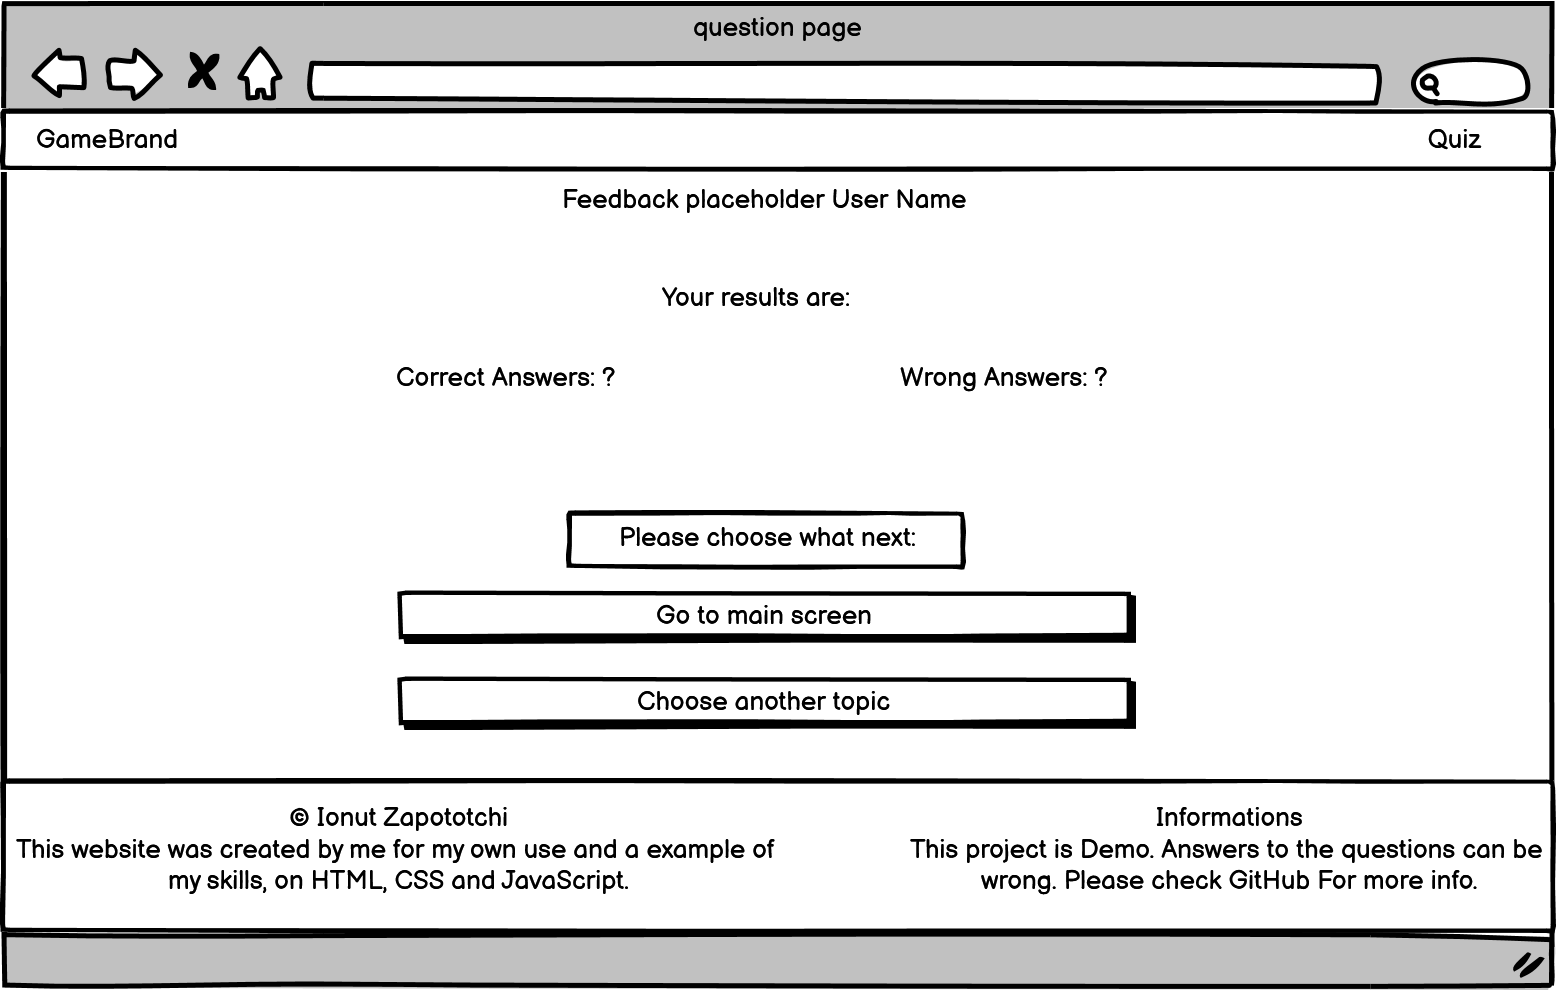 question page
GameBrand
Quiz
Feedback placeholder User Name
Your results are:
Correct Answers: ?
Wrong Answers: ?
Please choose what next:
Go to main screen
Choose another topic
© Ionut Zapototchi
This website was created by me for my own use and a example of
my skills, on HTML, CSS and JavaScript.
Informations
This project is Demo. Answers to the questions can be
wrong. Please check GitHub For more info.